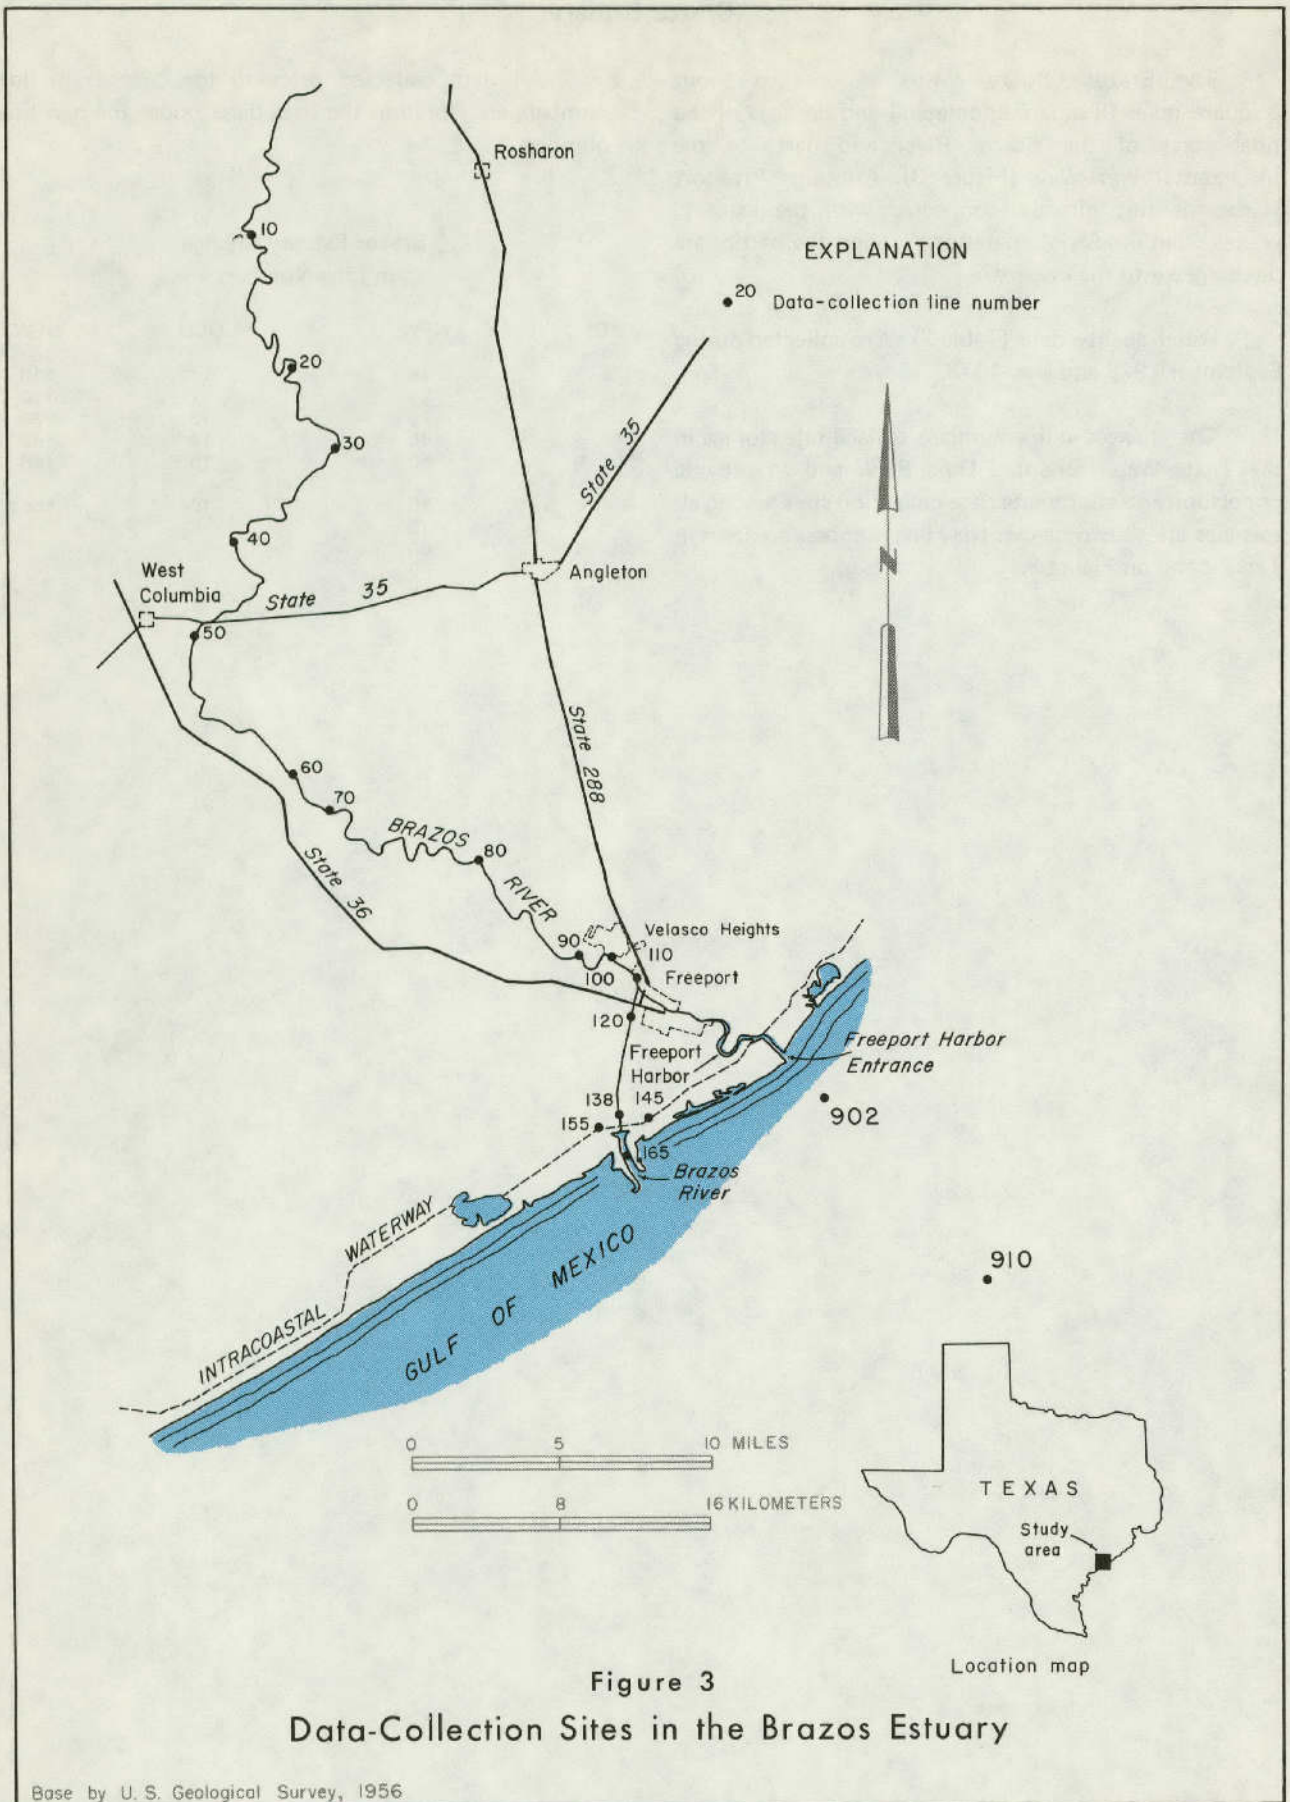 Rosharon
10
EXPLANATION
20 Data-collection line number
20
30
State 35
40
West
Columbia
State 35
Angleton
50
State 288
60
70
BRAZOS
80
RIVER
State 36
90
Velasco Heights
110
100
Freeport
120
Freeport
Harbor
Freeport Harbor
Entrance
138
145
902
155
165
Brazos
River
WATERWAY
GULF OF MEXICO
910
INTRACOASTAL
0 5 10 MILES
0 8 16 KILOMETERS
TEXAS
Study
area
Location map
N
Figure 3
Data-Collection Sites in the Brazos Estuary
Base by U. S. Geological Survey, 1956